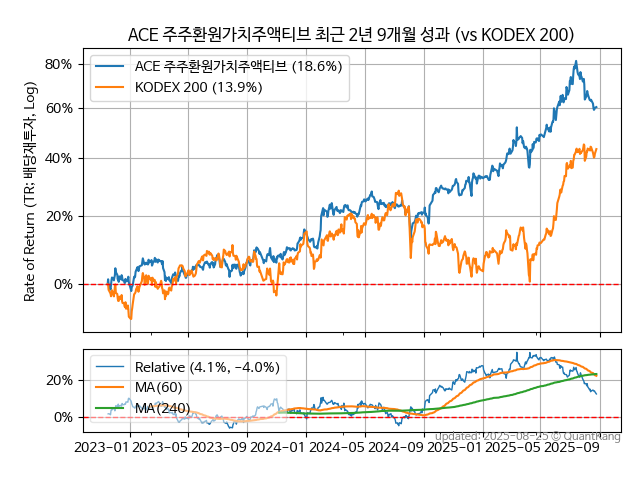 ACE 주주환원가치주액티브 최근 2년 9개월 성과 (vs KODEX 200)
Rate of Return (TR: 배당재투자, Log)
80%
60%
40%
20%
0%
ACE 주주환원가치주액티브 (18.6%)
KODEX 200 (13.9%)
20%
0%
Relative (4.1%, −4.0%)
MA(60)
MA(240)
2023-01 2023-05 2023-09 2024-01 2024-05 2024-09 2025-01 2025-05 2025-09
updated: 2025-08-25 © QuantKang